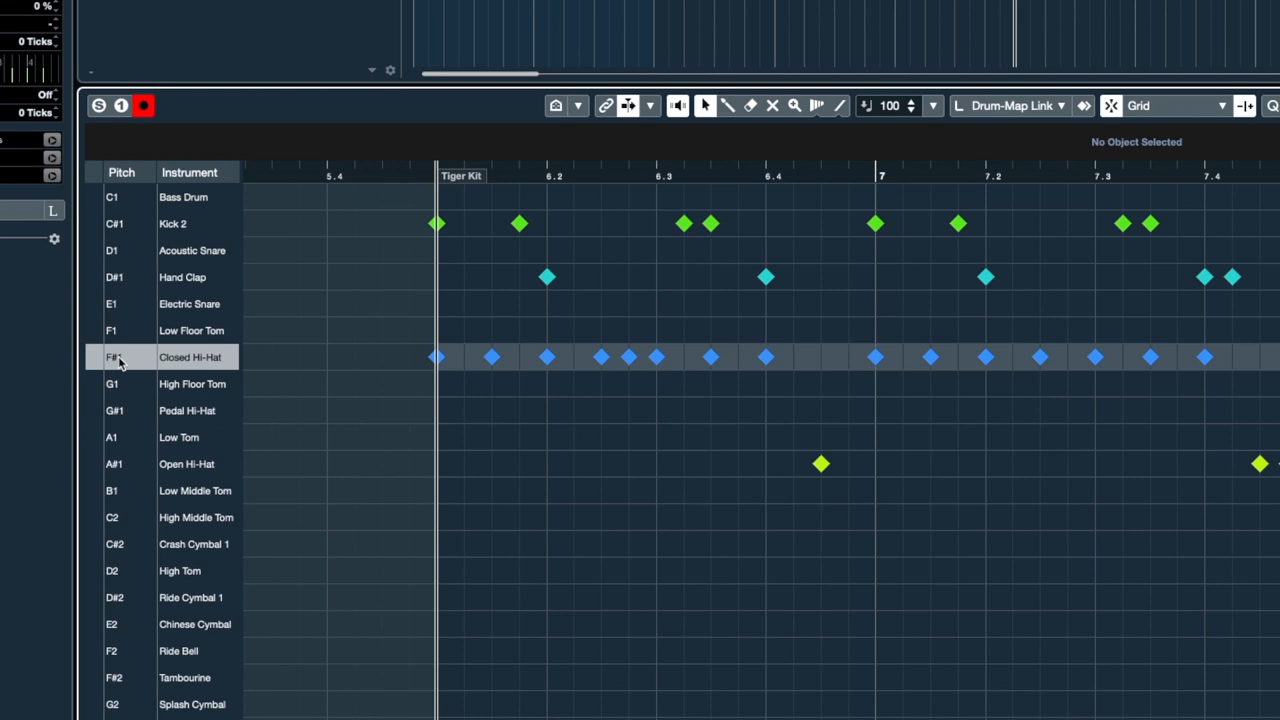 0 %
-
0 Ticks
3 4
Off
0 Ticks
L
-
S 1
100 L Drum-Map Link Grid Q
No Object Selected
Pitch Instrument
5.4 Tiger Kit 6.2 6.3 6.4 7 7.2 7.3 7.4
C1 Bass Drum
C#1 Kick 2
D1 Acoustic Snare
D#1 Hand Clap
E1 Electric Snare
F1 Low Floor Tom
F#1 Closed Hi-Hat
G1 High Floor Tom
G#1 Pedal Hi-Hat
A1 Low Tom
A#1 Open Hi-Hat
B1 Low Middle Tom
C2 High Middle Tom
C#2 Crash Cymbal 1
D2 High Tom
D#2 Ride Cymbal 1
E2 Chinese Cymbal
F2 Ride Bell
F#2 Tambourine
G2 Splash Cymbal